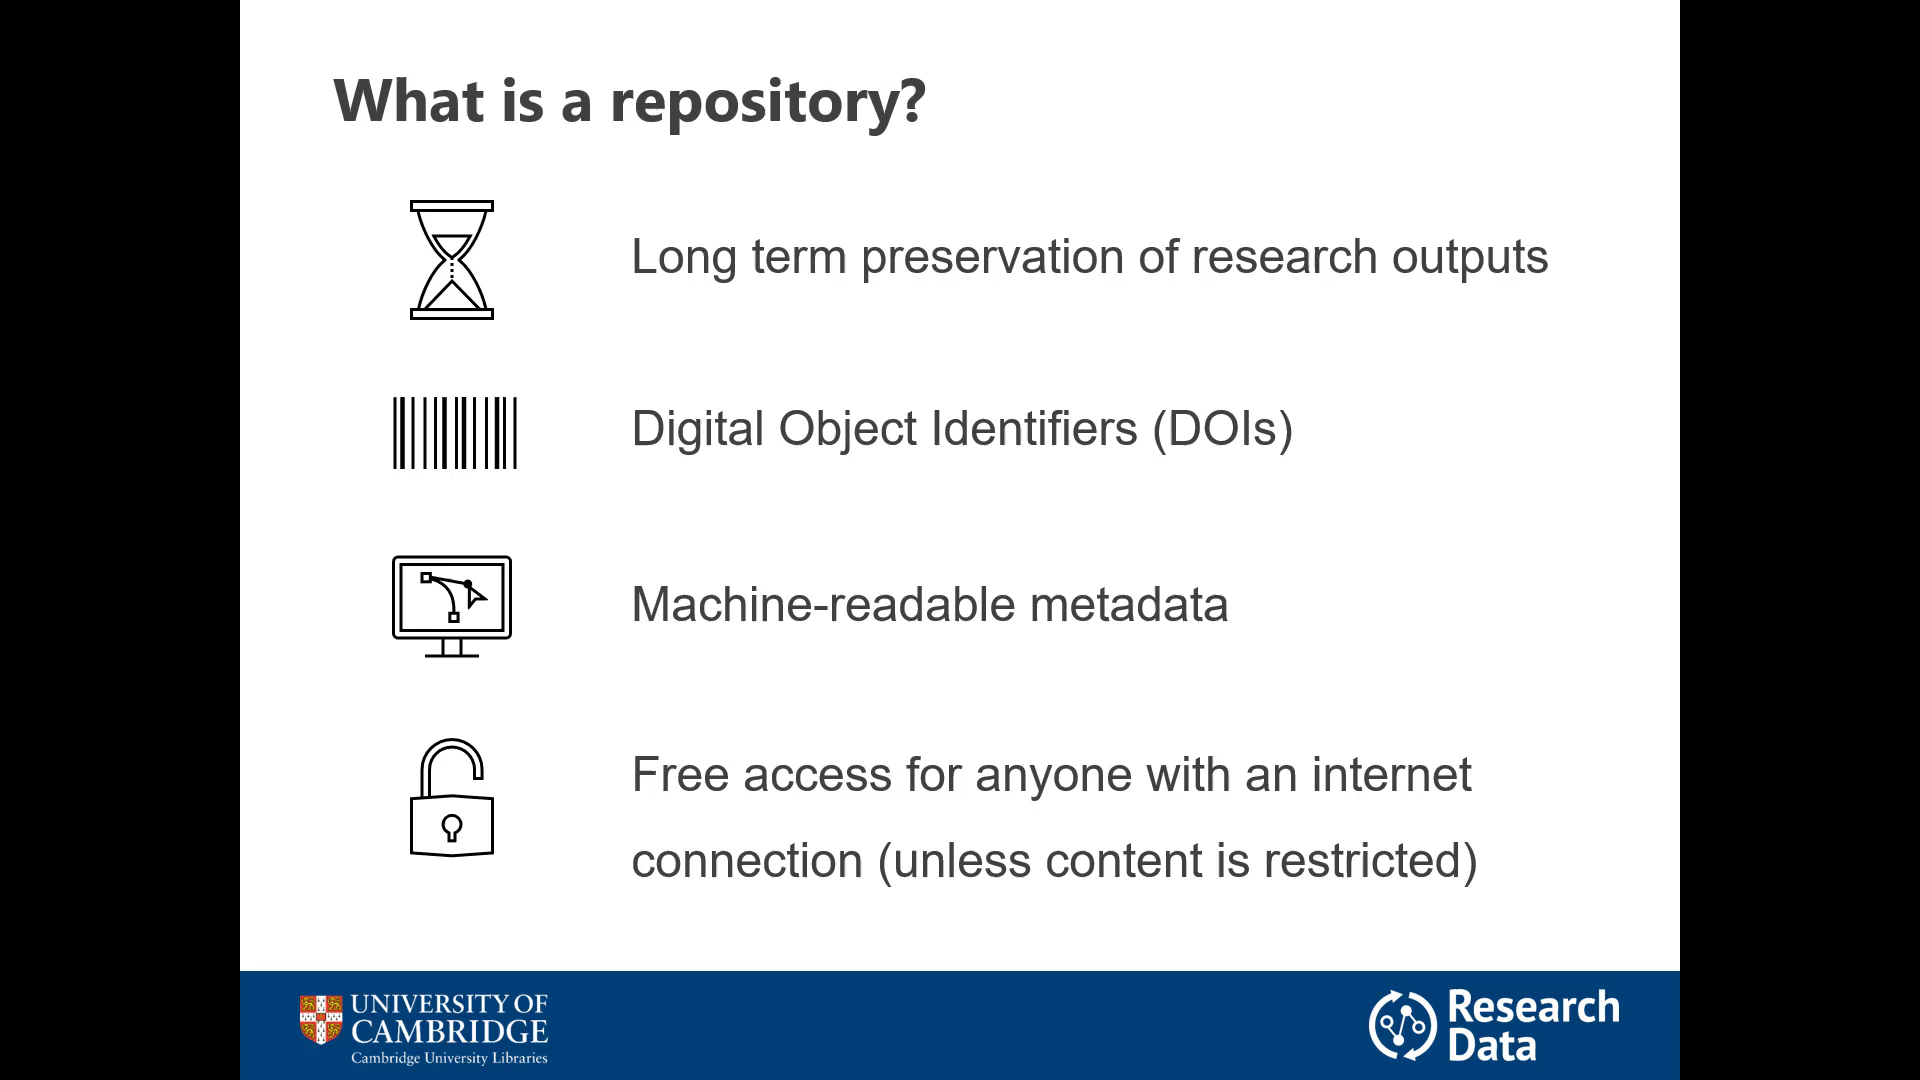 What is a repository?
Long term preservation of research outputs
Digital Object Identifiers (DOIs)
Machine-readable metadata
Free access for anyone with an internet
connection (unless content is restricted)
UNIVERSITY OF
CAMBRIDGE
Cambridge University Libraries
Research
Data